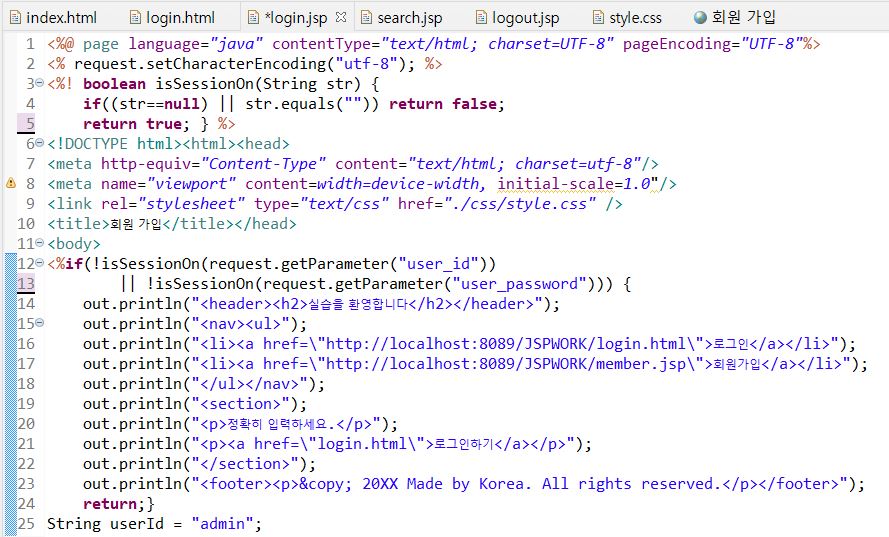 index.html login.html *login.jsp search.jsp logout.jsp style.css 회원 가입
1 <%@ page language="java" contentType="text/html; charset=UTF-8" pageEncoding="UTF-8"%>
2 <% request.setCharacterEncoding("utf-8"); %>
3 <%! boolean isSessionOn(String str) {
4 if((str==null) || str.equals("")) return false;
5 return true; } %>
6 <!DOCTYPE html><html><head>
7 <meta http-equiv="Content-Type" content="text/html; charset=utf-8"/>
8 <meta name="viewport" content=width=device-width, initial-scale=1.0"/>
9 <link rel="stylesheet" type="text/css" href="./css/style.css" />
10 <title>회원 가입</title></head>
11 <body>
12 <%if(!isSessionOn(request.getParameter("user_id"))
13 || !isSessionOn(request.getParameter("user_password"))) {
14 out.println("<header><h2>실습을 환영합니다</h2></header>");
15 out.println("<nav><ul>");
16 out.println("<li><a href=\"http://localhost:8089/JSPWORK/login.html\">로그인</a></li>");
17 out.println("<li><a href=\"http://localhost:8089/JSPWORK/member.jsp\">회원가입</a></li>");
18 out.println("</ul></nav>");
19 out.println("<section>");
20 out.println("<p>정확히 입력하세요.</p>");
21 out.println("<p><a href=\"login.html\">로그인하기</a></p>");
22 out.println("</section>");
23 out.println("<footer><p>&copy; 20XX Made by Korea. All rights reserved.</p></footer>");
24 return;}
25 String userId = "admin";